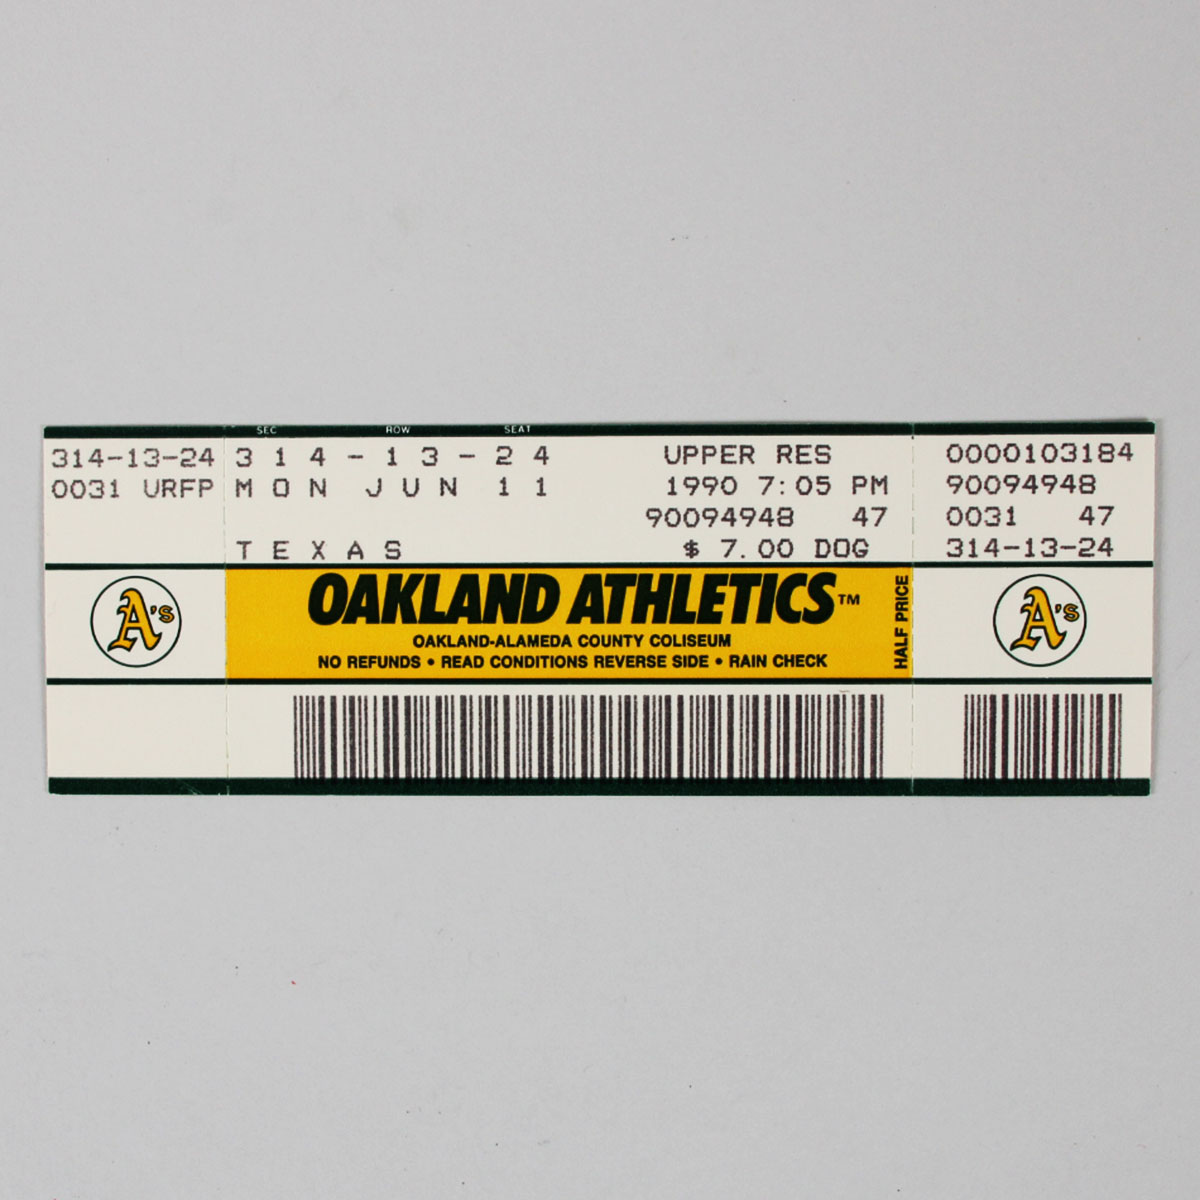 SEC ROW SEAT
314-13-24 3 1 4 - 1 3 - 2 4 UPPER RES 0000103184
0031 URFP M O N J U N 1 1 1990 7:05 PM 90094948
90094948 47 0031 47
T E X A S $ 7.00 DOG 314-13-24
OAKLAND ATHLETICS™
A's
OAKLAND-ALAMEDA COUNTY COLISEUM
NO REFUNDS • READ CONDITIONS REVERSE SIDE • RAIN CHECK
HALF PRICE
A's